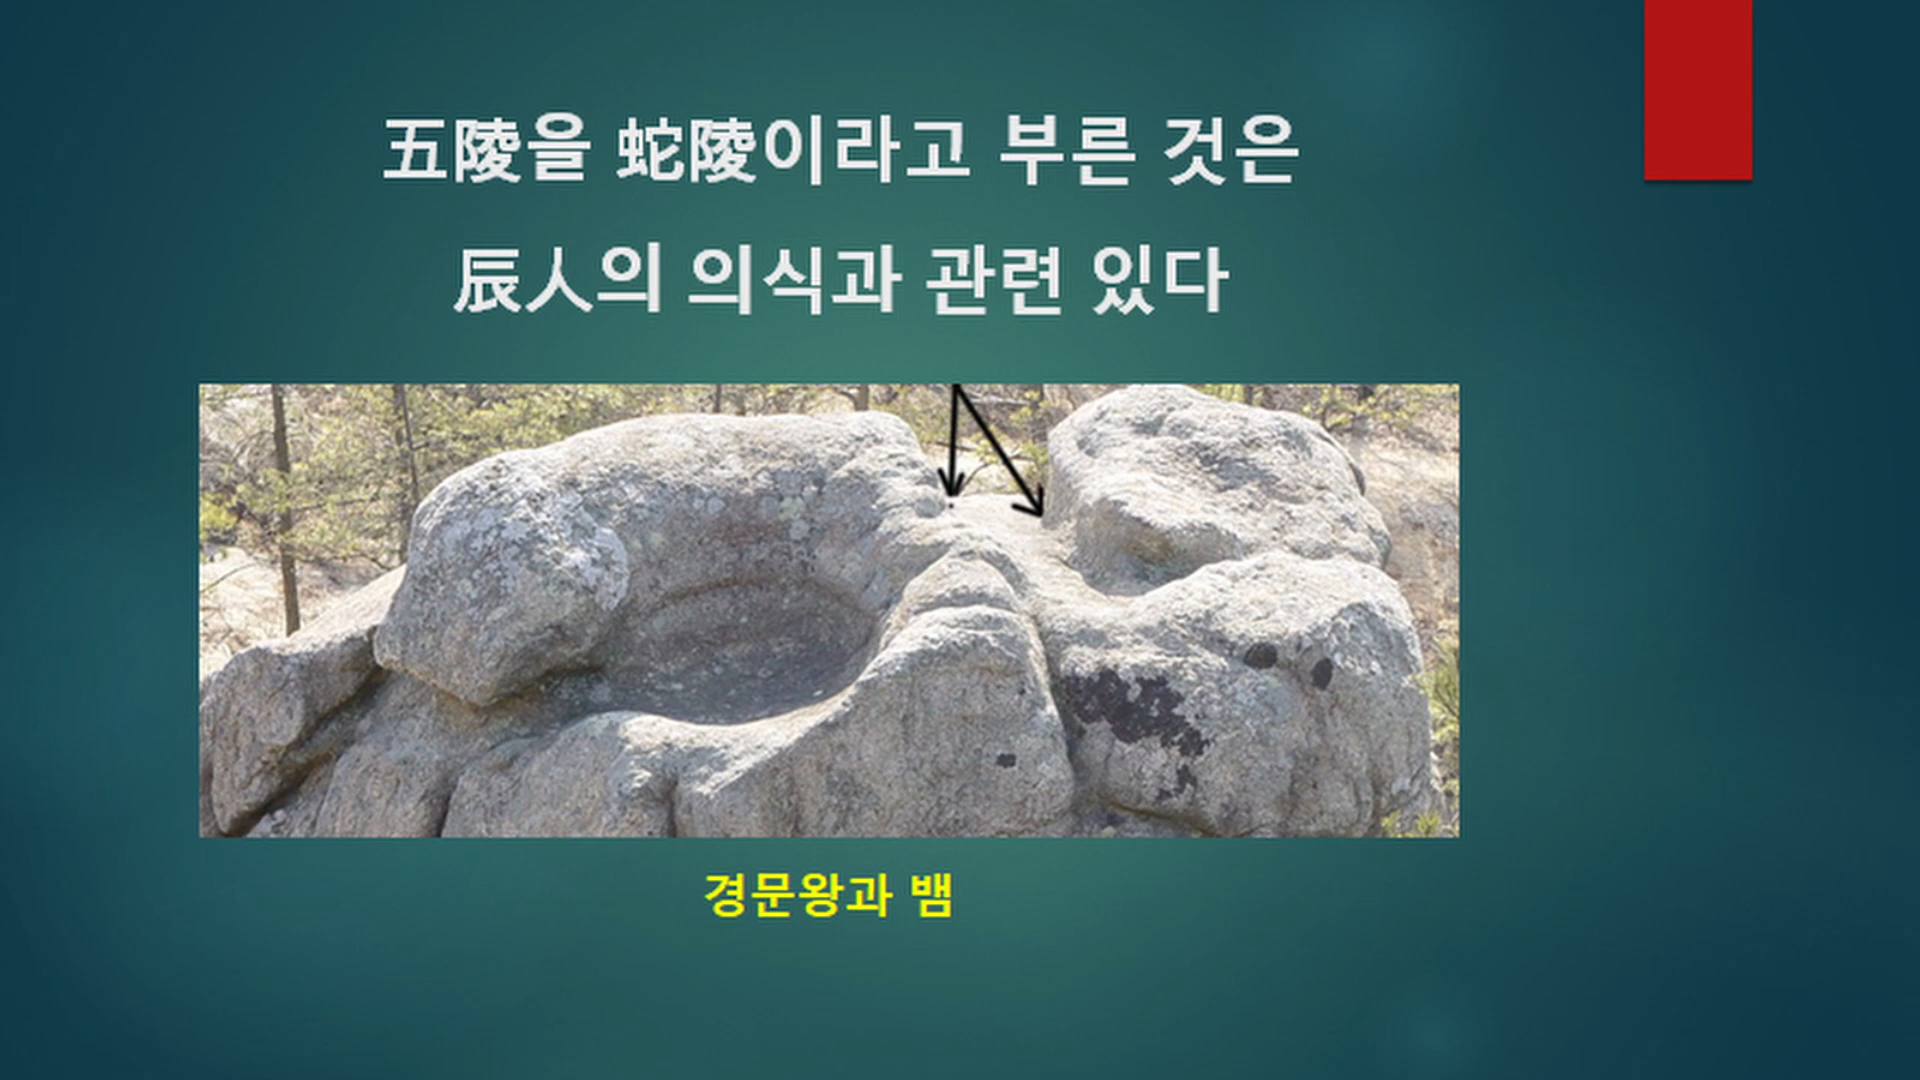 五陵을 蛇陵이라고 부른 것은
辰人의 의식과 관련 있다
경문왕과 뱀